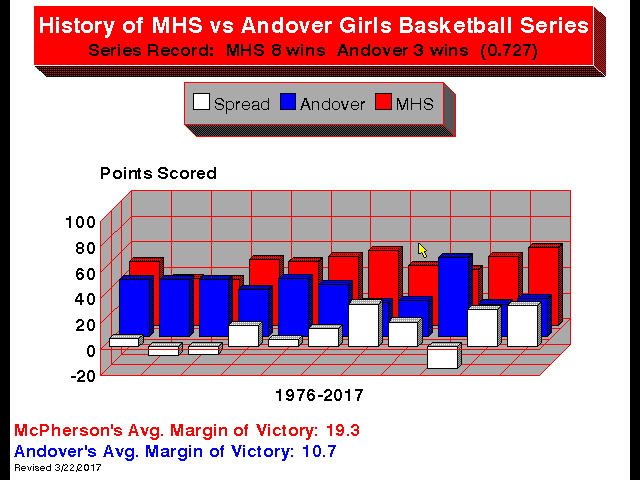 History of MHS vs Andover Girls Basketball Series
Series Record:  MHS 8 wins  Andover 3 wins  (0.727)
Spread Andover MHS
Points Scored
100
80
60
40
20
0
-20
1976-2017
McPherson's Avg. Margin of Victory: 19.3
Andover's Avg. Margin of Victory: 10.7
Revised 3/22/2017